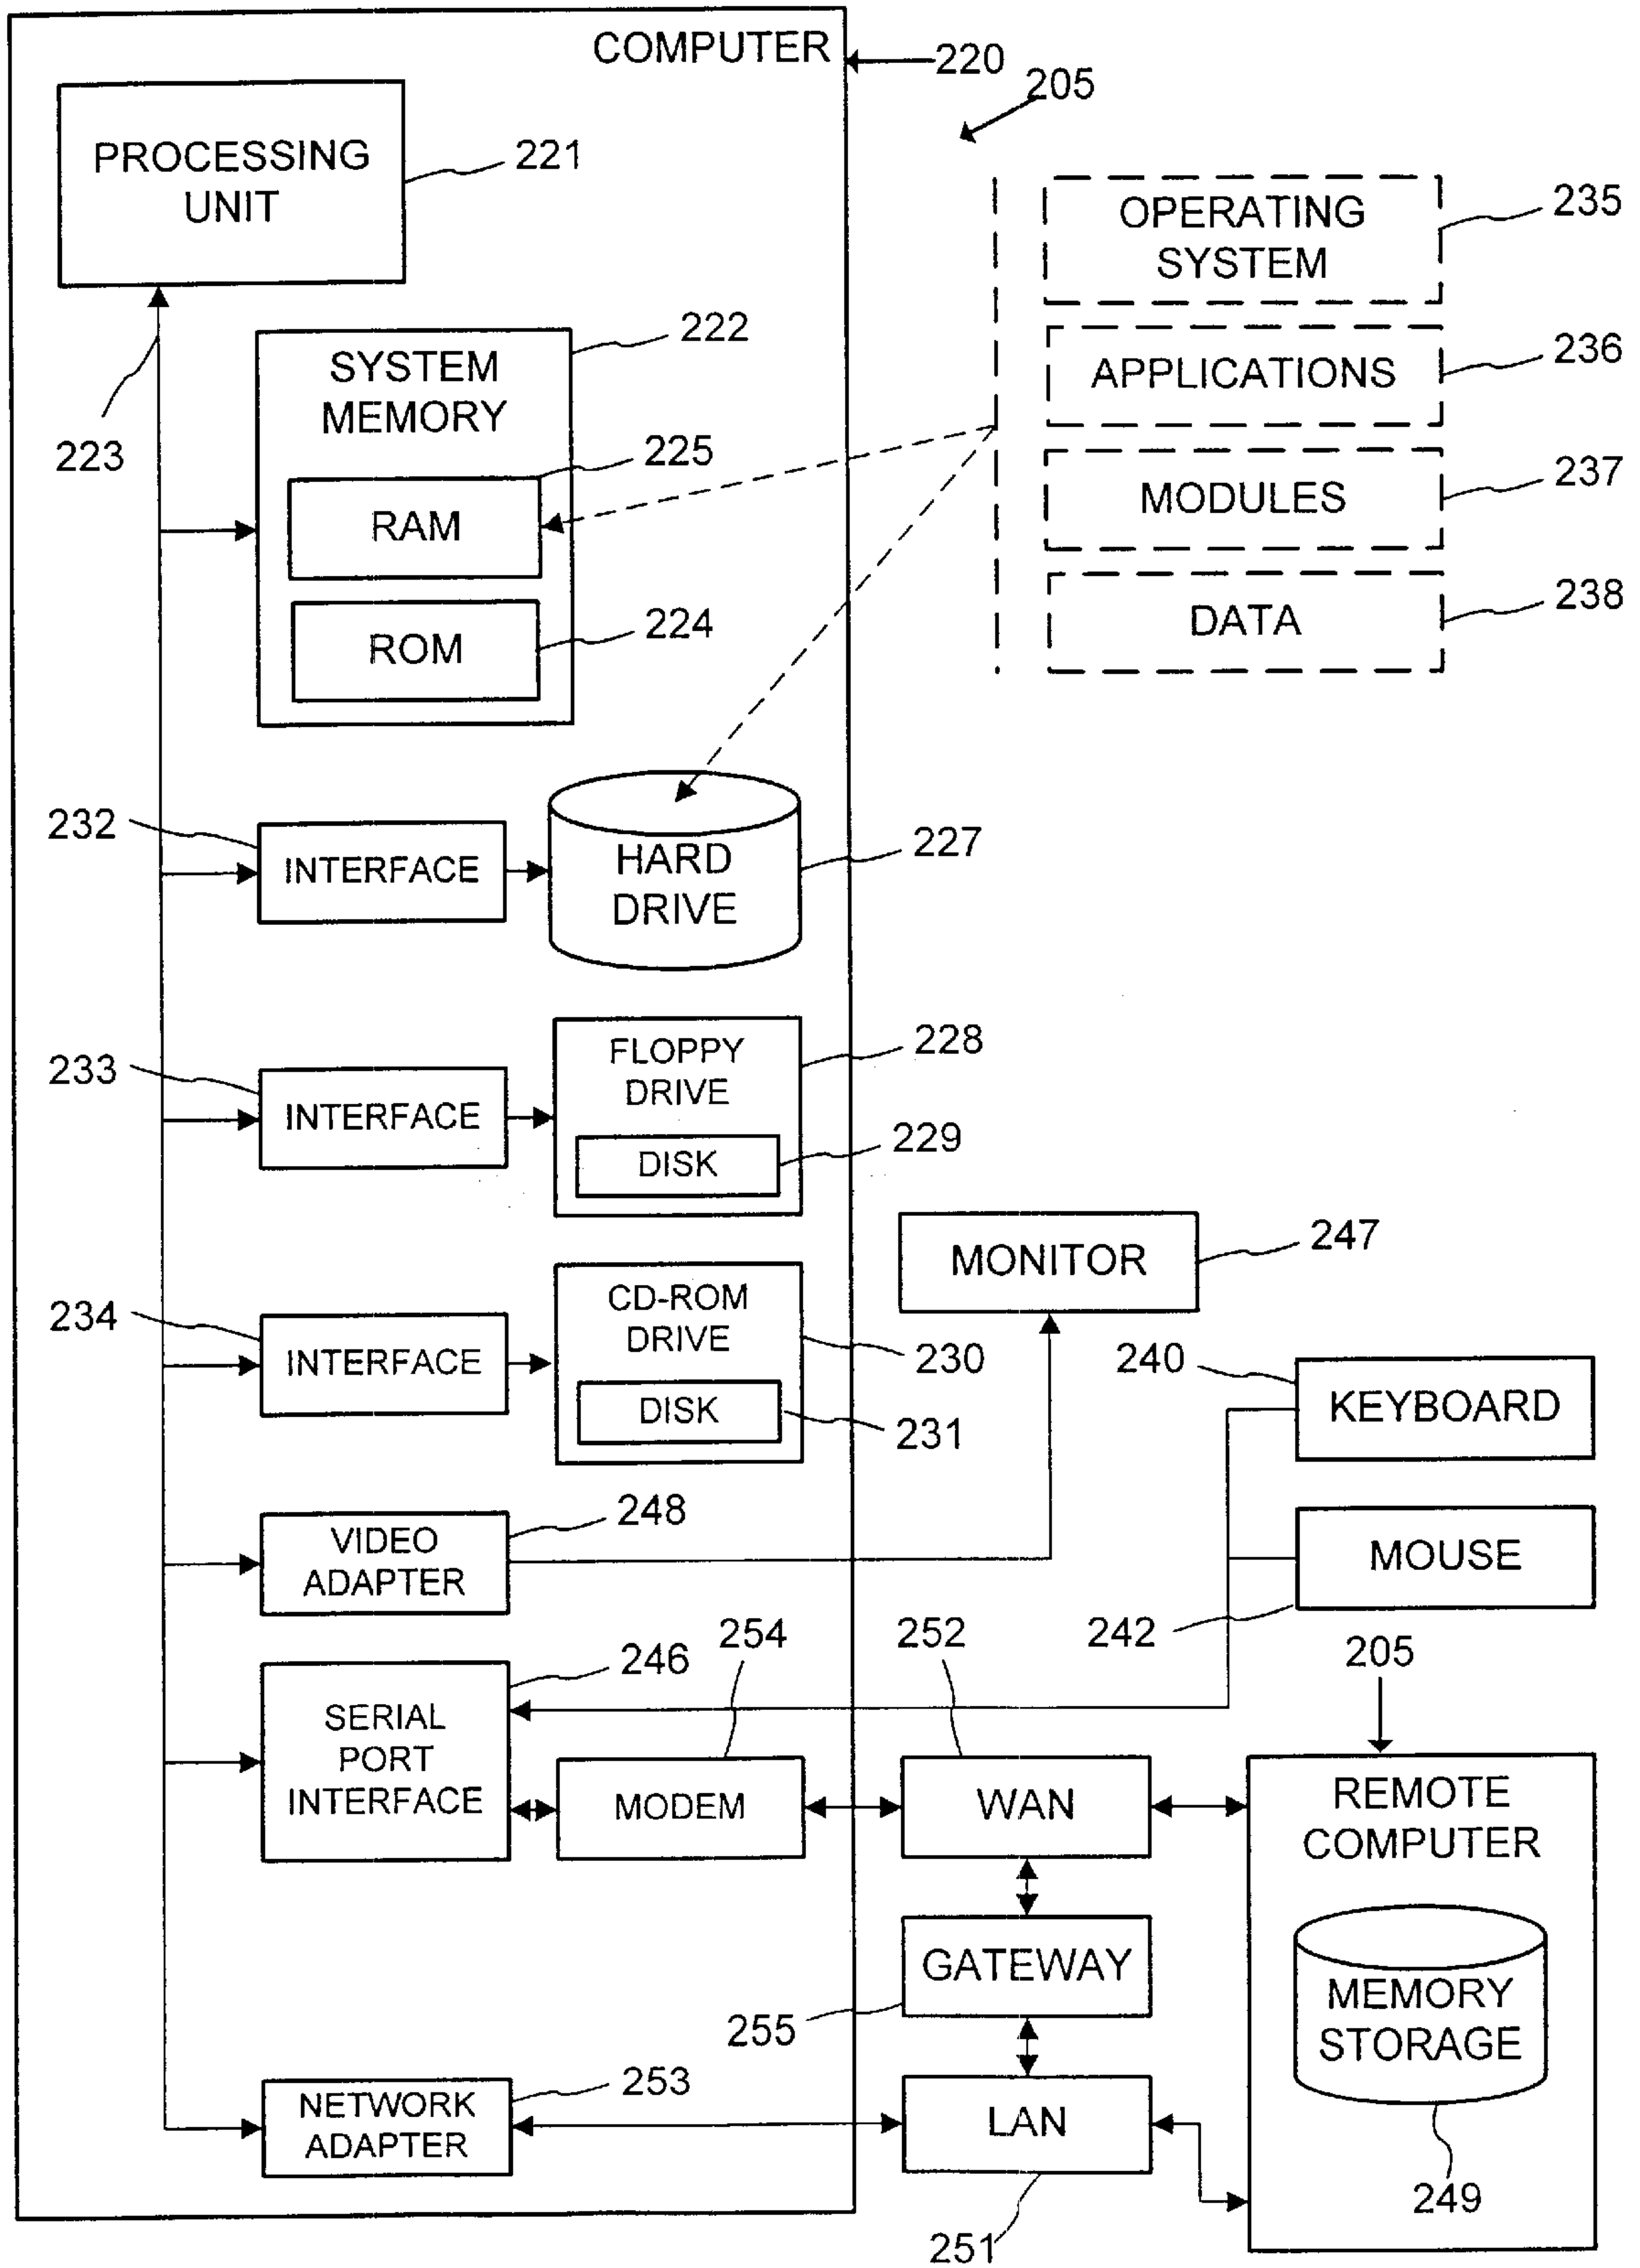 COMPUTER
220
205
PROCESSING
UNIT
221
OPERATING
SYSTEM
235
223
SYSTEM
MEMORY
222
APPLICATIONS
236
RAM
225
MODULES
237
ROM
224
DATA
238
232
INTERFACE
HARD
DRIVE
227
233
INTERFACE
FLOPPY
DRIVE
228
DISK
229
MONITOR
247
234
INTERFACE
CD-ROM
DRIVE
230
DISK
231
240
KEYBOARD
VIDEO
ADAPTER
248
MOUSE
242
SERIAL
PORT
INTERFACE
246
254
MODEM
252
WAN
205
REMOTE
COMPUTER
GATEWAY
255
MEMORY
STORAGE
249
NETWORK
ADAPTER
253
LAN
251